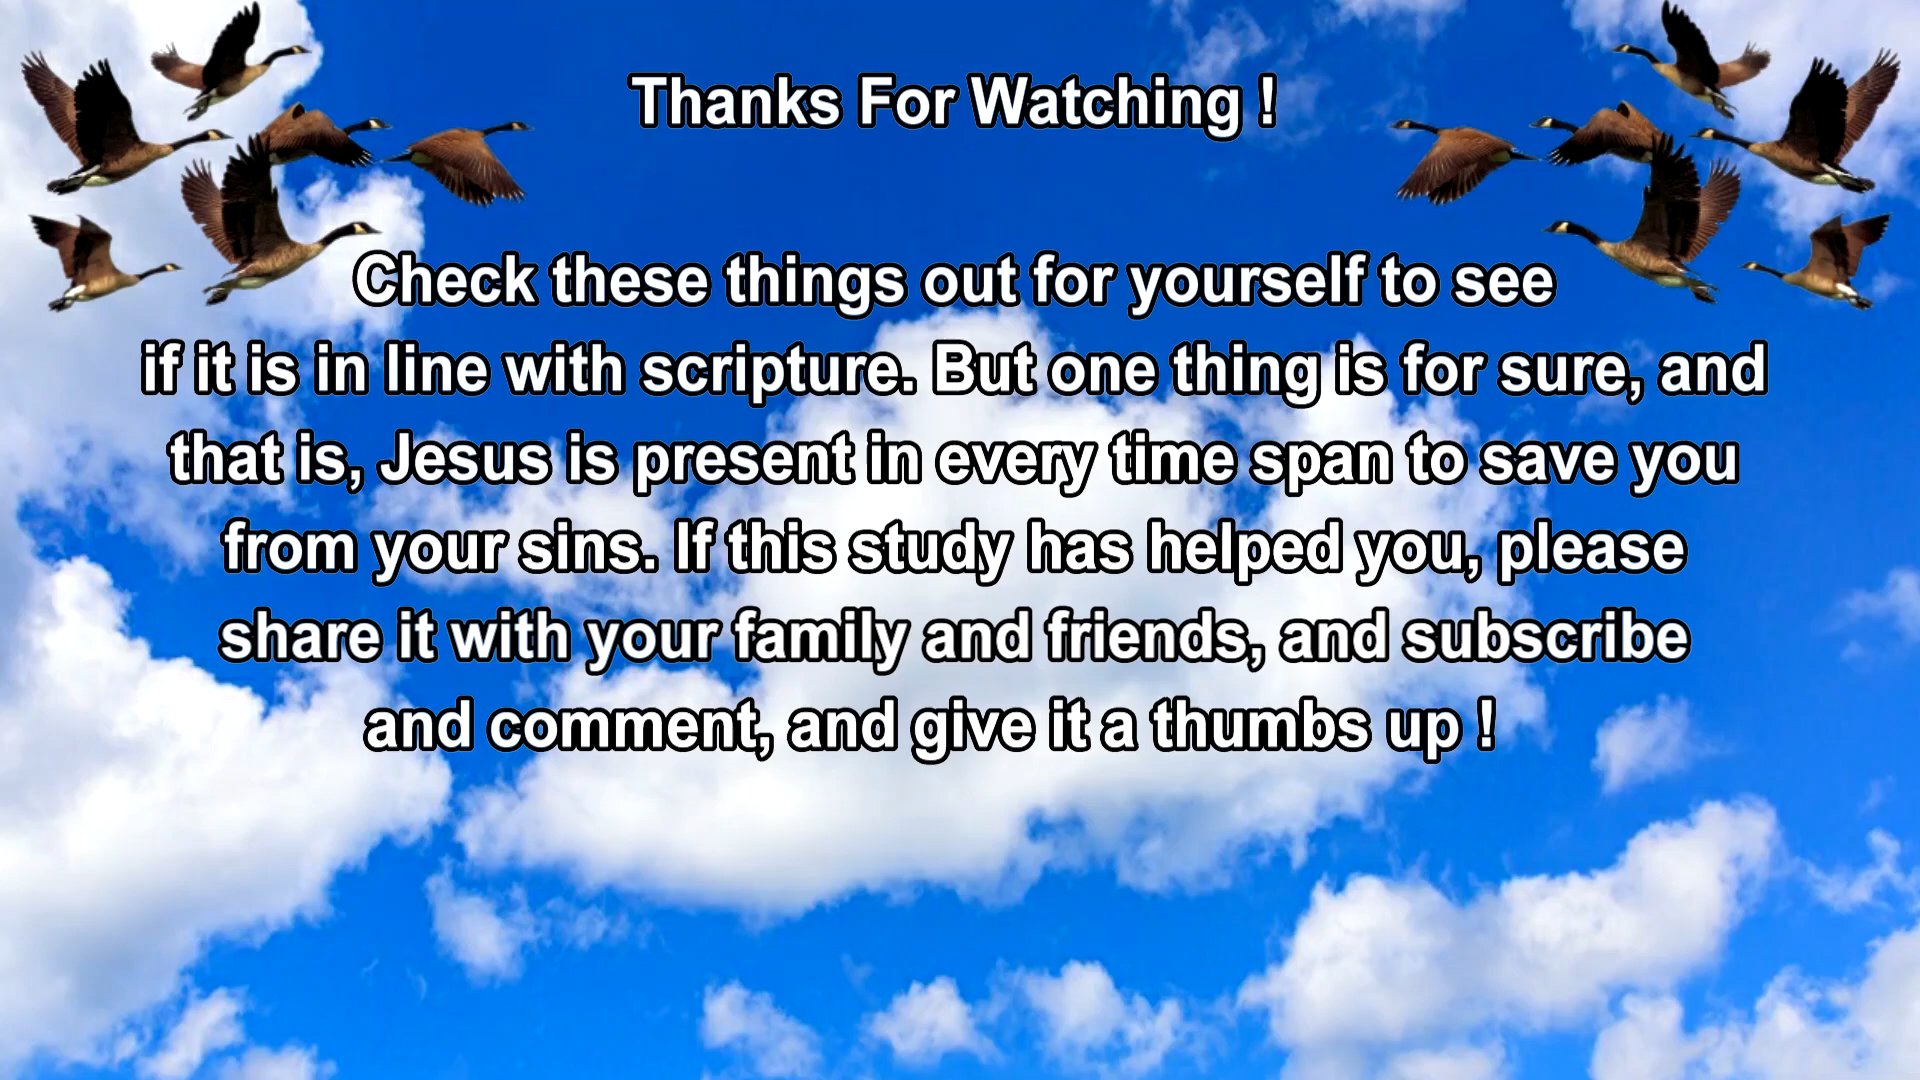 Thanks For Watching !
Check these things out for yourself to see
if it is in line with scripture. But one thing is for sure, and
that is, Jesus is present in every time span to save you
from your sins. If this study has helped you, please
share it with your family and friends, and subscribe
and comment, and give it a thumbs up !